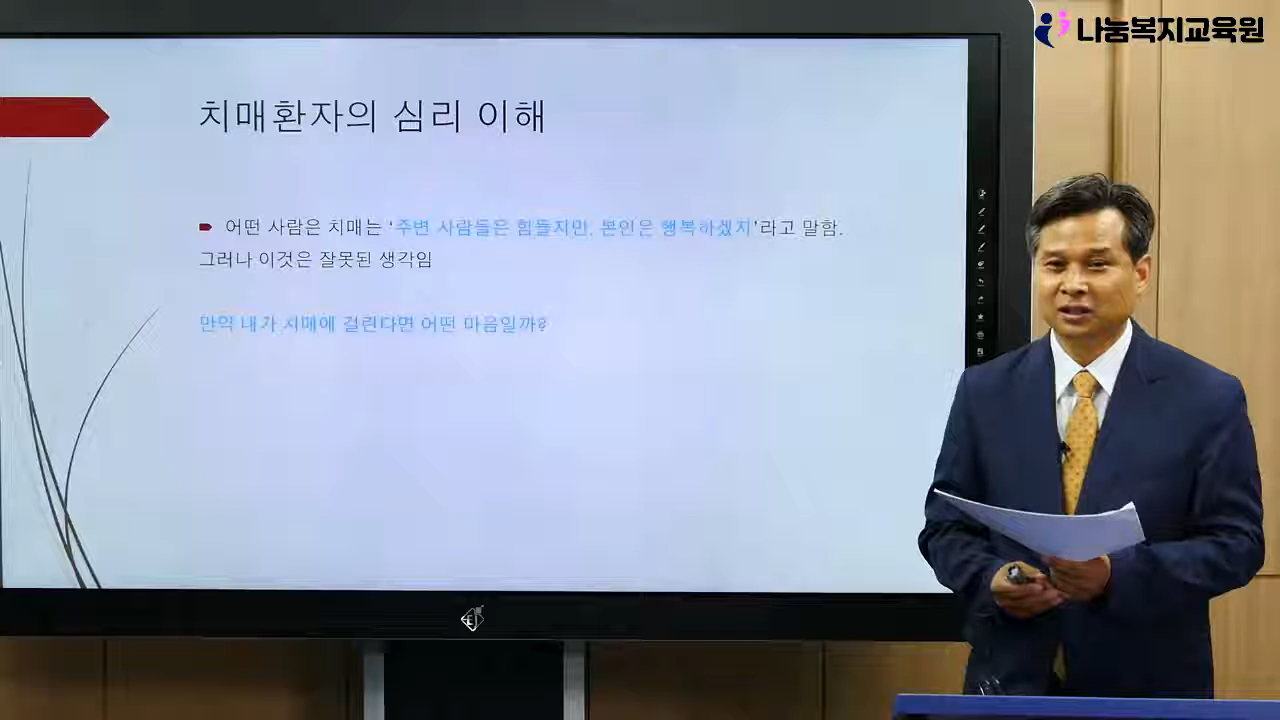 나눔복지교육원
치매환자의 심리 이해
어떤 사람은 치매는 ‘주변 사람들은 힘들지만, 본인은 행복하겠지’라고 말함.
그러나 이것은 잘못된 생각임
만약 내가 치매에 걸린다면 어떤 마음일까?